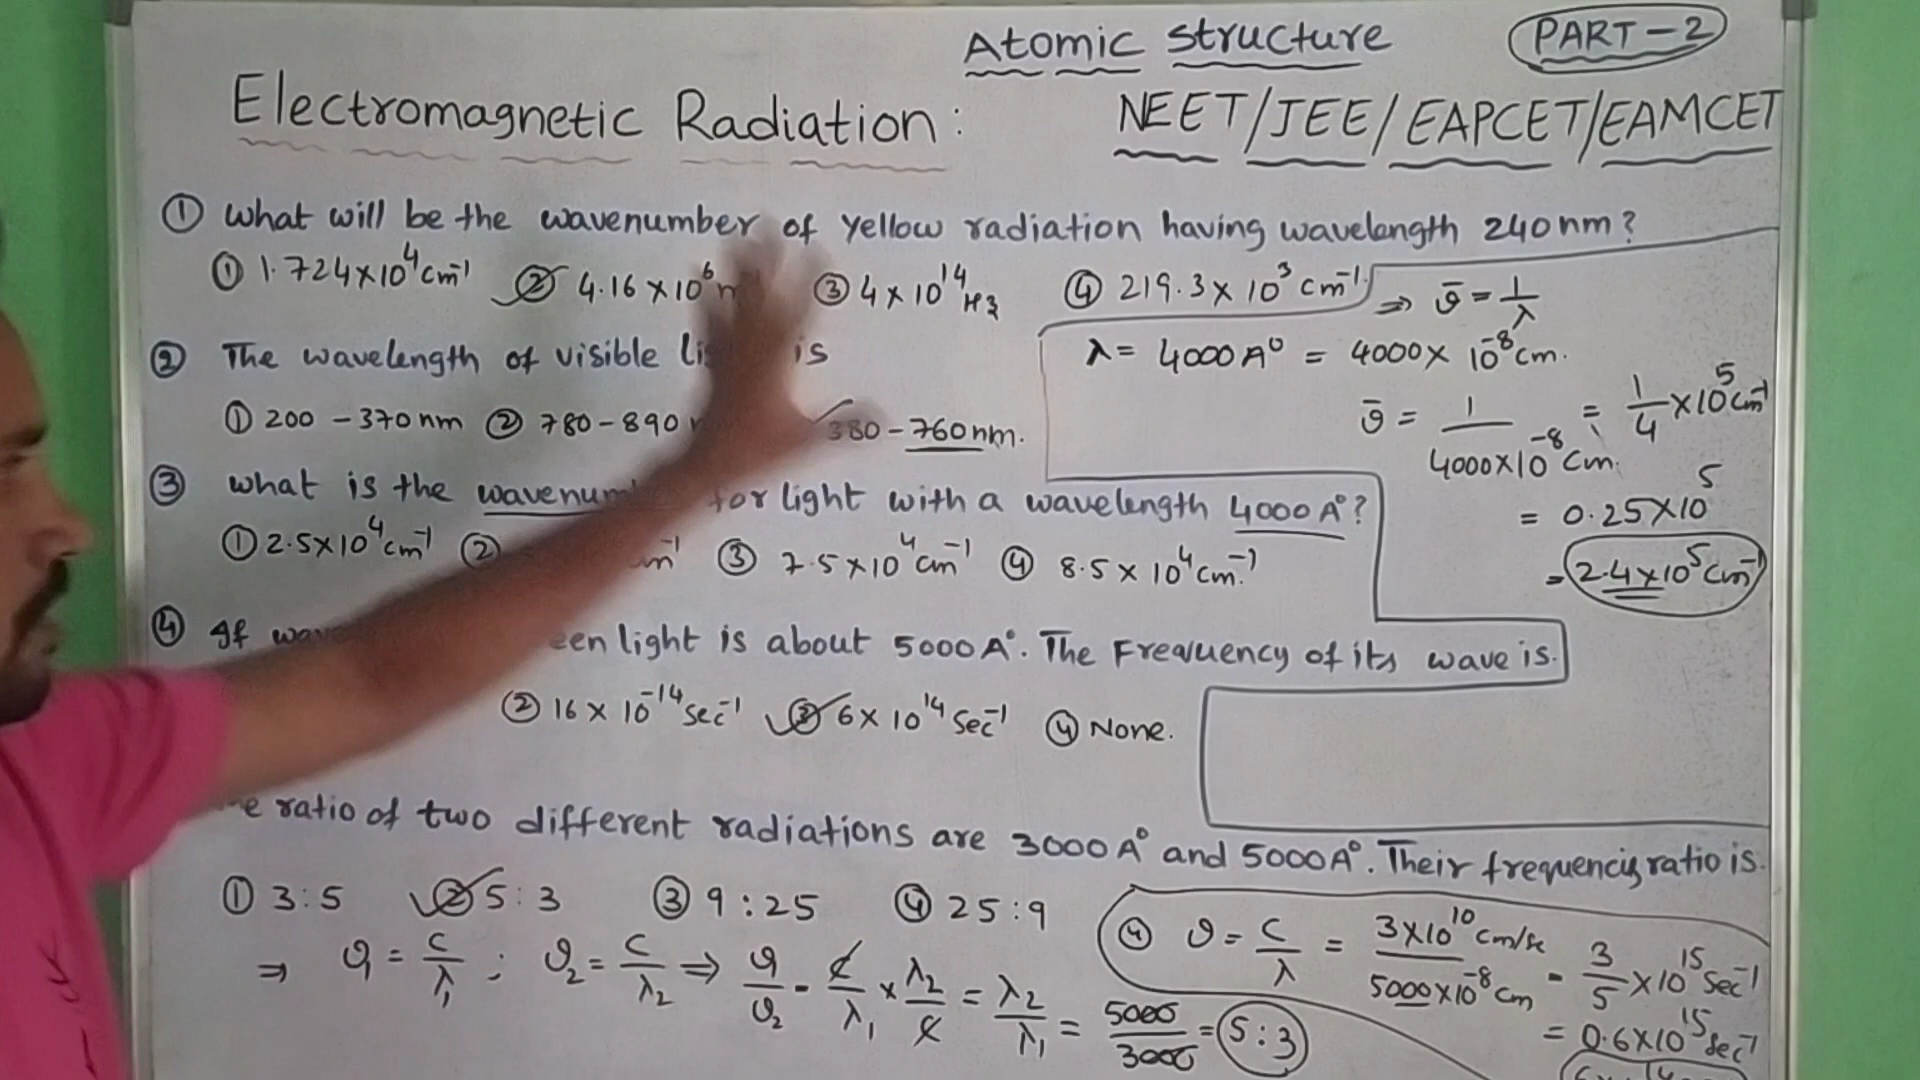 Atomic structure PART-2
Electromagnetic Radiation: NEET/JEE/EAPCET/EAMCET
① What will be the wavenumber of Yellow radiation having wavelength 240nm?
① 1.724×10⁴cm⁻¹ ② 4.16×10⁶ ③ 4×10¹⁴Hz ④ 219.3×10³cm⁻¹
⇒ ϑ̄ = 1/λ
② The wavelength of visible is
① 200-370nm ② 780-890 380-760nm.
λ = 4000A° = 4000×10⁻⁸cm.
ϑ̄ = 1/4000×10⁻⁸cm. = 1/4×10⁵cm⁻¹
= 0.25×10⁵
= 2.4×10⁵cm⁻¹
③ what is the for light with a wavelength 4000A°?
① 2.5×10⁴cm⁻¹ ② ③ 7.5×10⁴cm⁻¹ ④ 8.5×10⁴cm⁻¹
④ If light is about 5000A°. The Frequency of its wave is.
② 16×10⁻¹⁴Sec⁻¹ ③ 6×10¹⁴Sec⁻¹ ④ None.
ratio of two different radiations are 3000A° and 5000A°. Their frequencis ratio is.
① 3:5 ② 5:3 ③ 9:25 ④ 25:9
⇒ ϑ₁ = c/λ₁ ; ϑ₂ = c/λ₂ ⇒ ϑ₁/ϑ₂ = c/λ₁ × λ₂/c = λ₂/λ₁ = 5000/3000 = 5:3
④ ϑ = c/λ = 3×10¹⁰cm/se/5000×10⁻⁸cm = 3/5×10¹⁵Sec⁻¹
= 0.6×10¹⁵Sec⁻¹